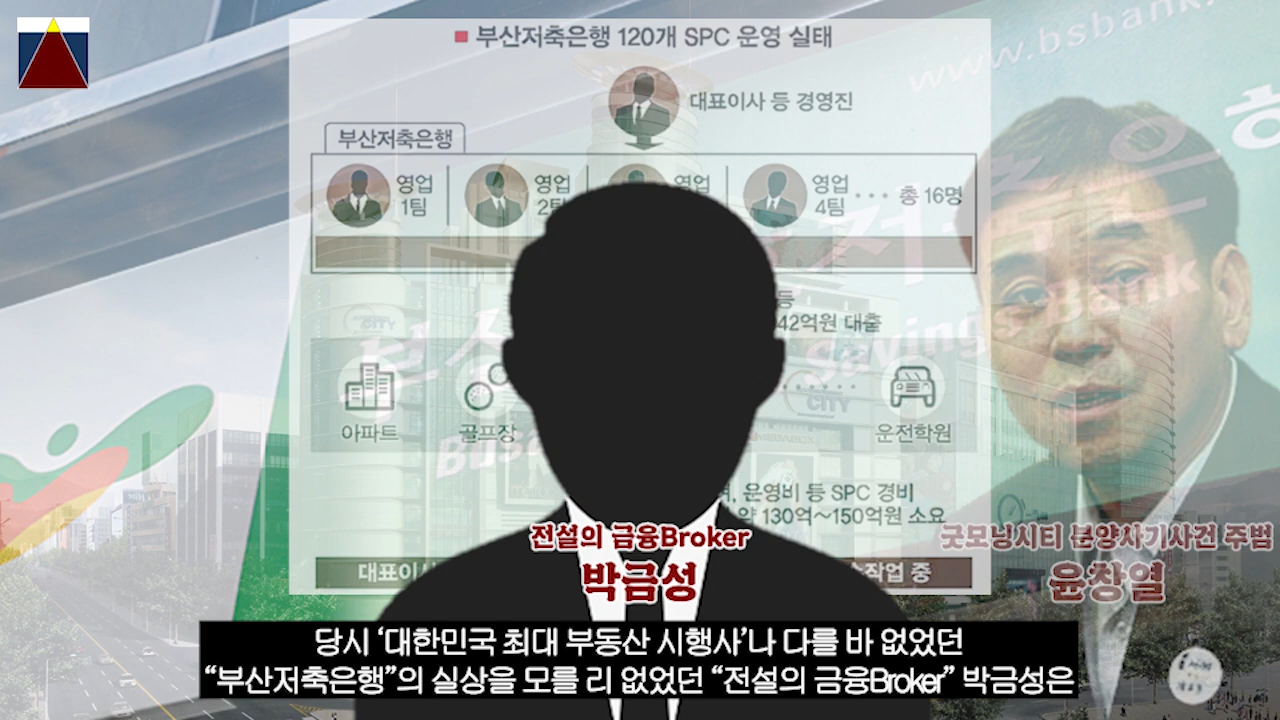 ■ 부산저축은행 120개 SPC 운영 실태
www.bsbank.
대표이사 등 경영진
부산저축은행
영업 1팀
영업 2팀
영업
영업 4팀
총 16명
등
42억원 대출
Savings Bank
CITY
CITY
MEGABOX
아파트
골프장
운전학원
운영비 등 SPC 경비
약 130억~150억원 소요
대표이사
작업 중
전설의 금융Broker
박금성
굿모닝시티 분양사기사건 주범
윤창열
당시 ‘대한민국 최대 부동산 시행사’나 다를 바 없었던
“부산저축은행”의 실상을 모를 리 없었던 “전설의 금융Broker” 박금성은